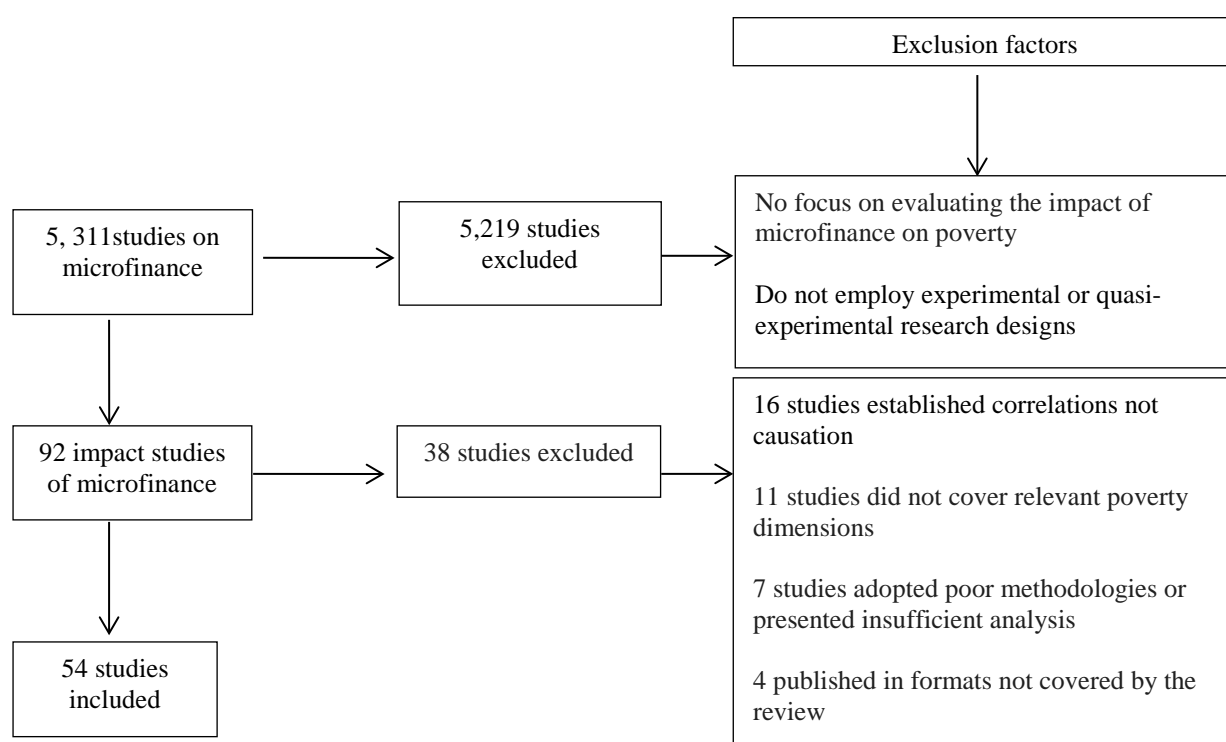 Exclusion factors
5, 311studies on
microfinance
5,219 studies
excluded
No focus on evaluating the impact of
microfinance on poverty
Do not employ experimental or quasi-
experimental research designs
92 impact studies
of microfinance
38 studies excluded
16 studies established correlations not
causation
11 studies did not cover relevant poverty
dimensions
7 studies adopted poor methodologies or
presented insufficient analysis
4 published in formats not covered by the
review
54 studies
included